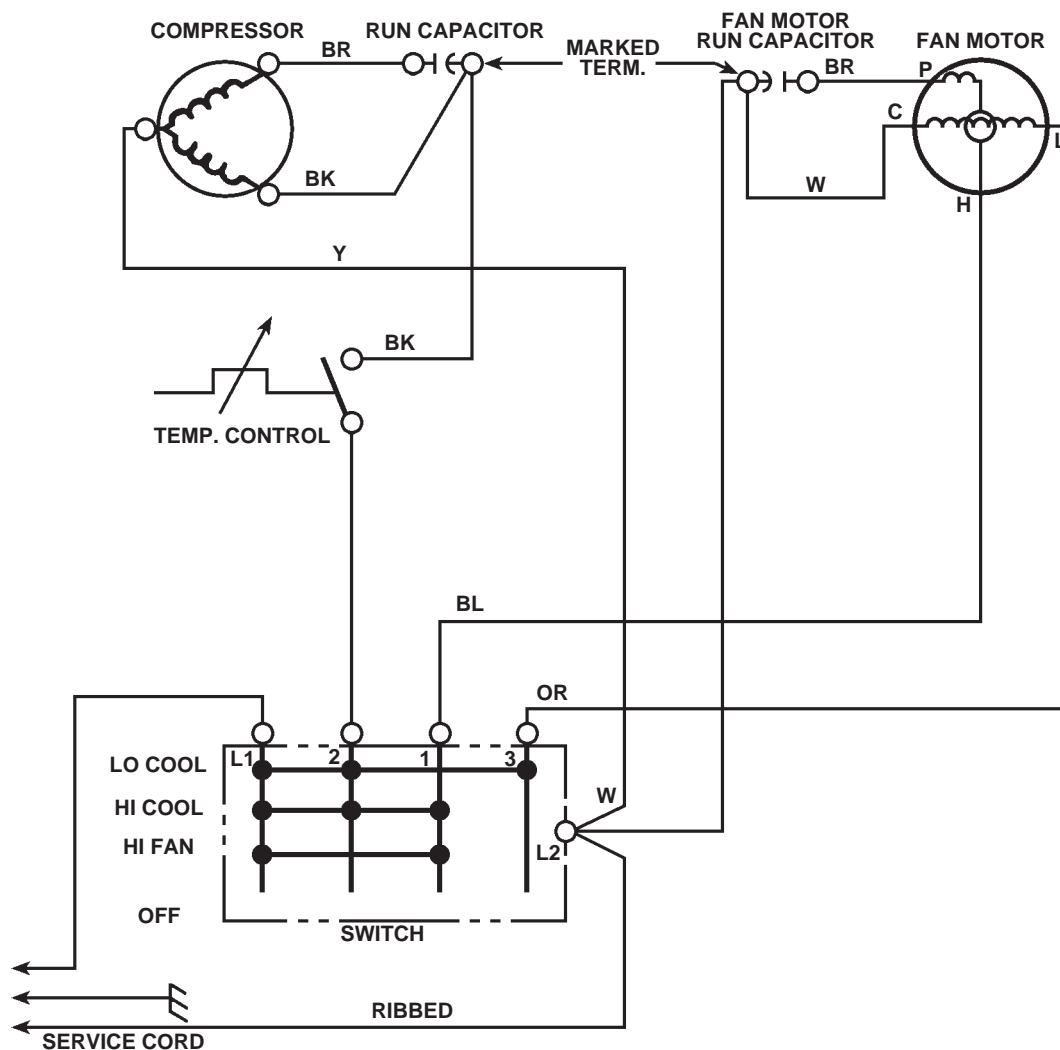 COMPRESSOR
RUN CAPACITOR
MARKED
TERM.
FAN MOTOR
RUN CAPACITOR
FAN MOTOR
BR
BR
P
C
L
BK
W
H
Y
BK
TEMP. CONTROL
BL
OR
LO COOL
L1
2
1
3
HI COOL
W
HI FAN
L2
OFF
SWITCH
RIBBED
SERVICE CORD